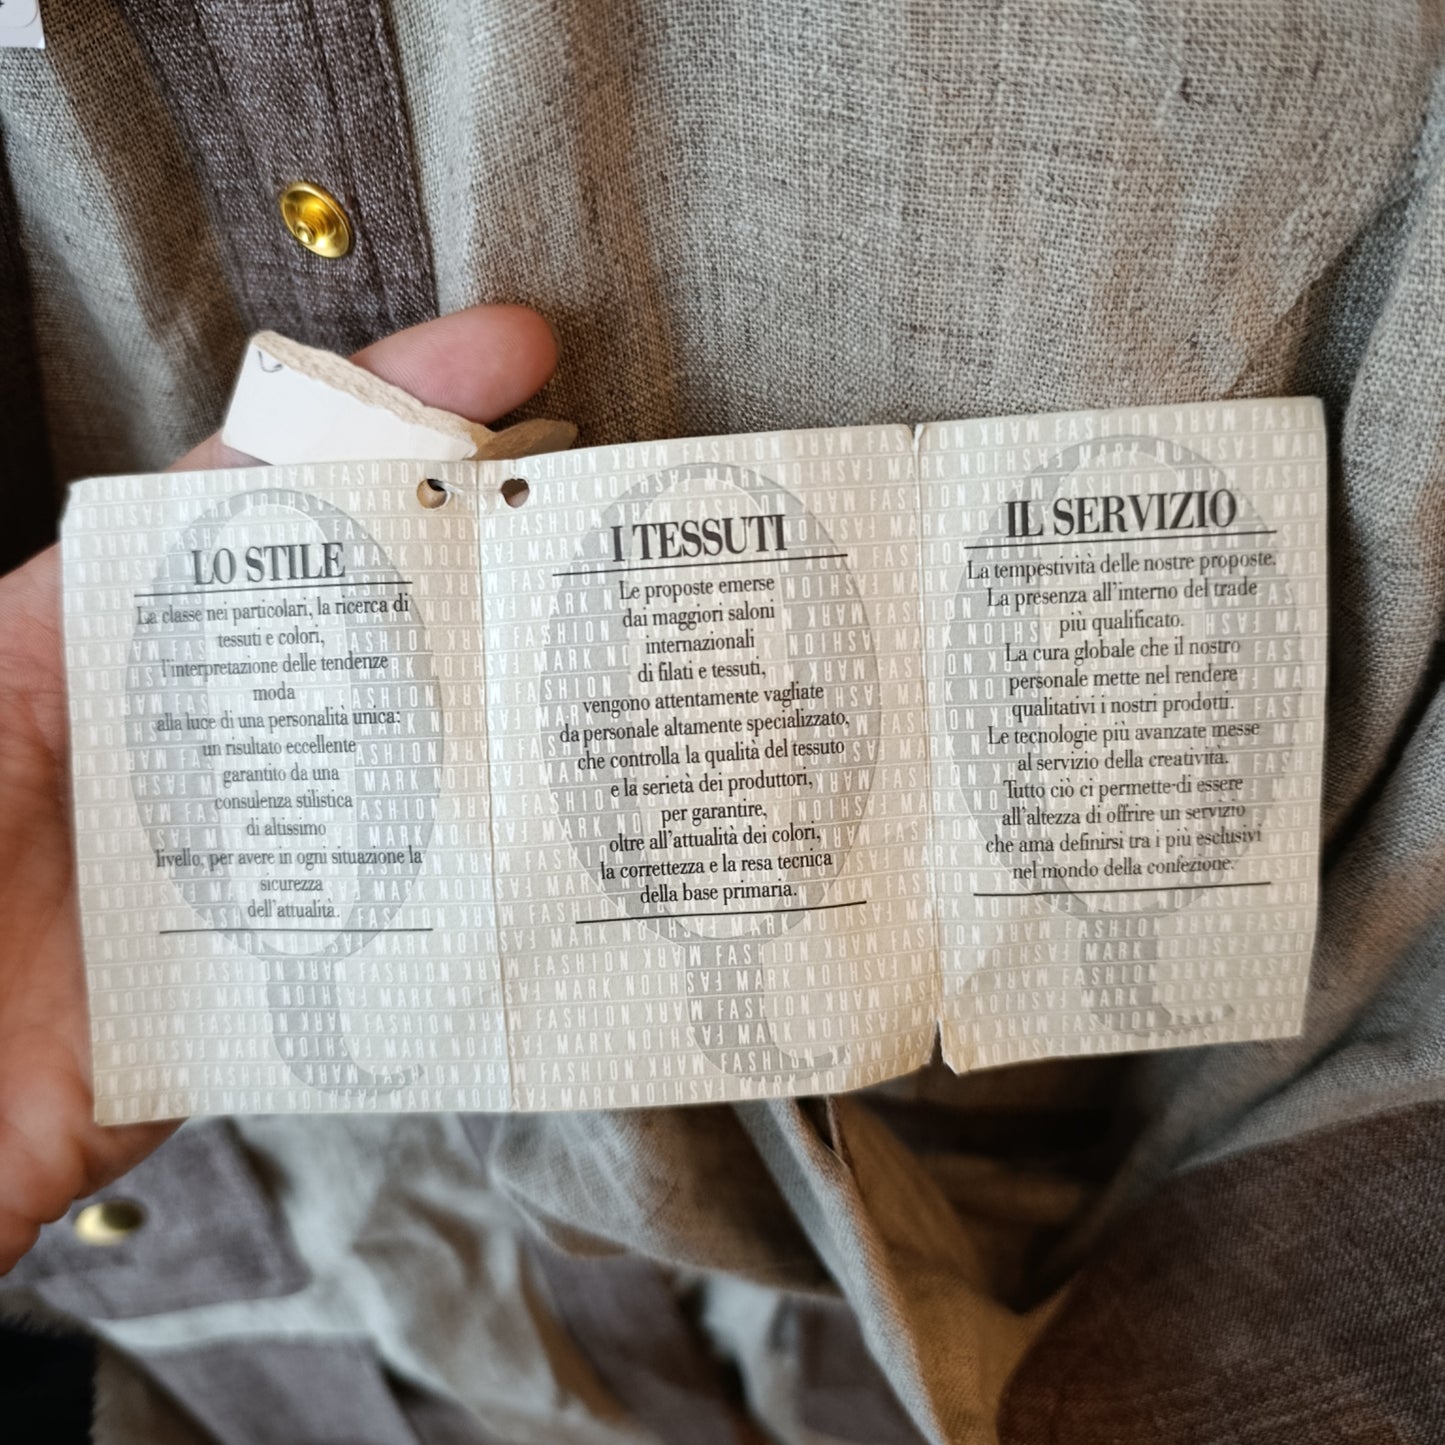 LO STILE
La classe nei particolari, la ricerca di
tessuti e colori,
l'interpretazione delle tendenze
moda
alla luce di una personalità unica:
un risultato eccellente
garantito da una
consulenza stilistica
di altissimo
livello, per avere in ogni situazione la
sicurezza
dell'attualità.
I TESSUTI
Le proposte emerse
dai maggiori saloni
internazionali
di filati e tessuti,
vengono attentamente vagliate
da personale altamente specializzato,
che controlla la qualità del tessuto
e la serietà dei produttori,
per garantire,
oltre all'attualità dei colori,
la correttezza e la resa tecnica
della base primaria.
IL SERVIZIO
La tempestività delle nostre proposte.
La presenza all'interno del trade
più qualificato.
La cura globale che il nostro
personale mette nel rendere
qualitativi i nostri prodotti.
Le tecnologie più avanzate messe
al servizio della creatività.
Tutto ciò ci permette di essere
all'altezza di offrire un servizio
che ama definirsi tra i più esclusivi
nel mondo della confezione.